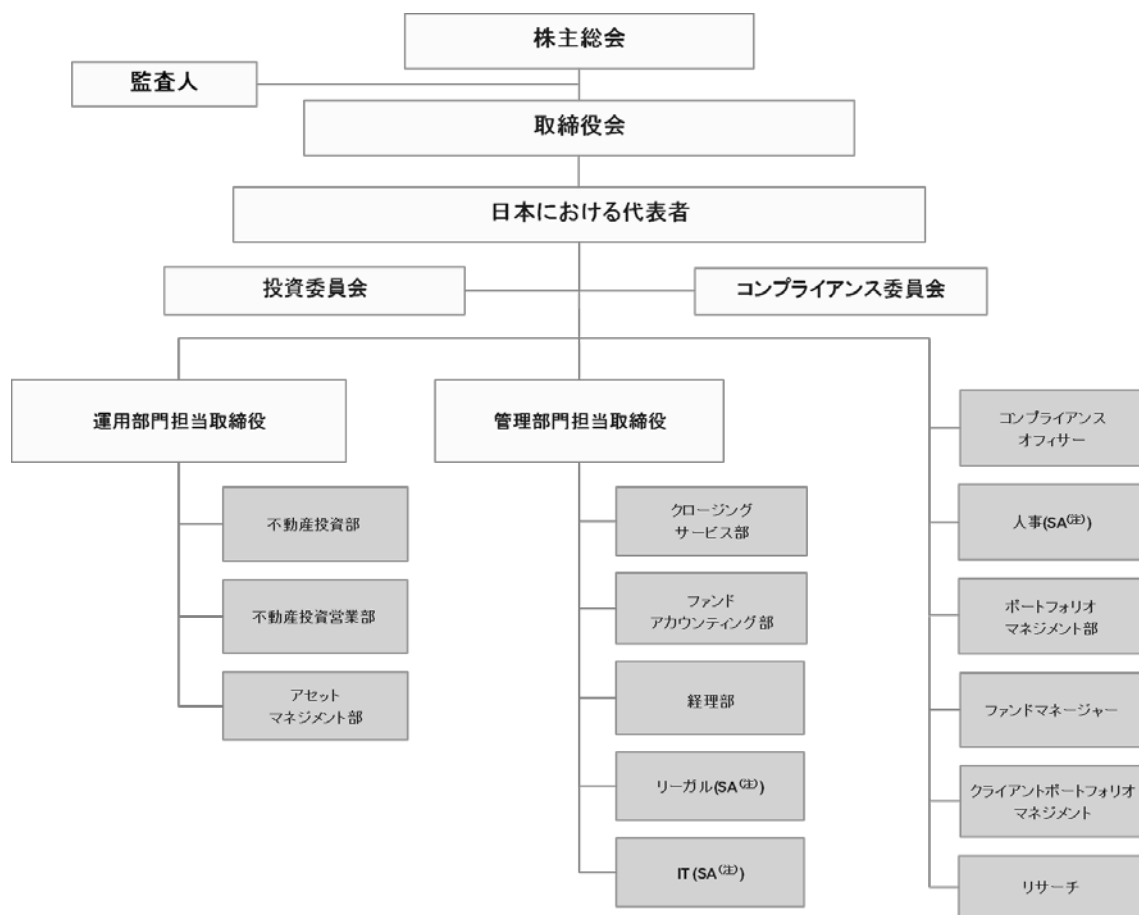 株主総会
監査人
取締役会
日本における代表者
投資委員会
コンプライアンス委員会
運用部門担当取締役
不動産投資部
不動産投資営業部
アセット
マネジメント部
管理部門担当取締役
クロージング
サービス部
ファンド
アカウンティング部
経理部
リーガル(SA(注))
IT(SA(注))
コンプライアンス
オフィサー
人事(SA(注))
ポートフォリオ
マネジメント部
ファンドマネージャー
クライアントポートフォリオ
マネジメント
リサーチ